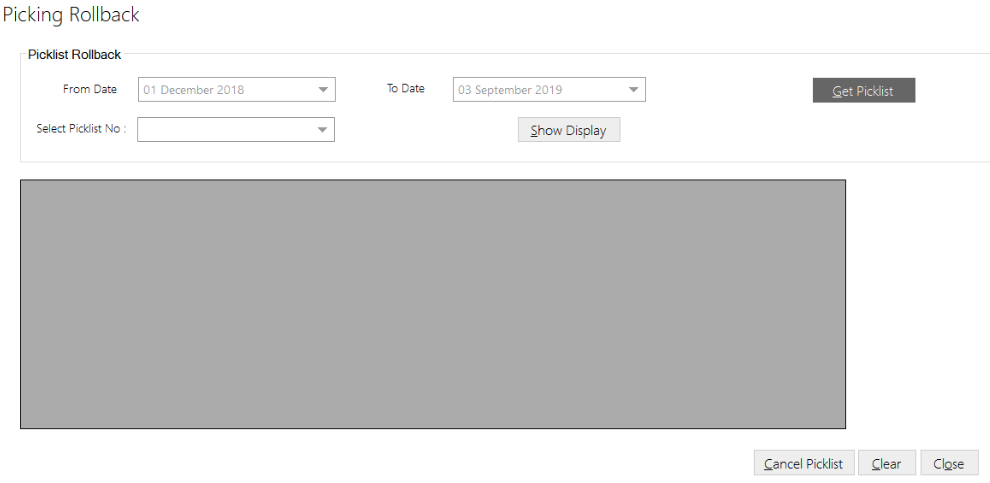 Picking Rollback
Picklist Rollback
From Date 01 December 2018 To Date 03 September 2019 Get Picklist
Select Picklist No : Show Display
Cancel Picklist Clear Close